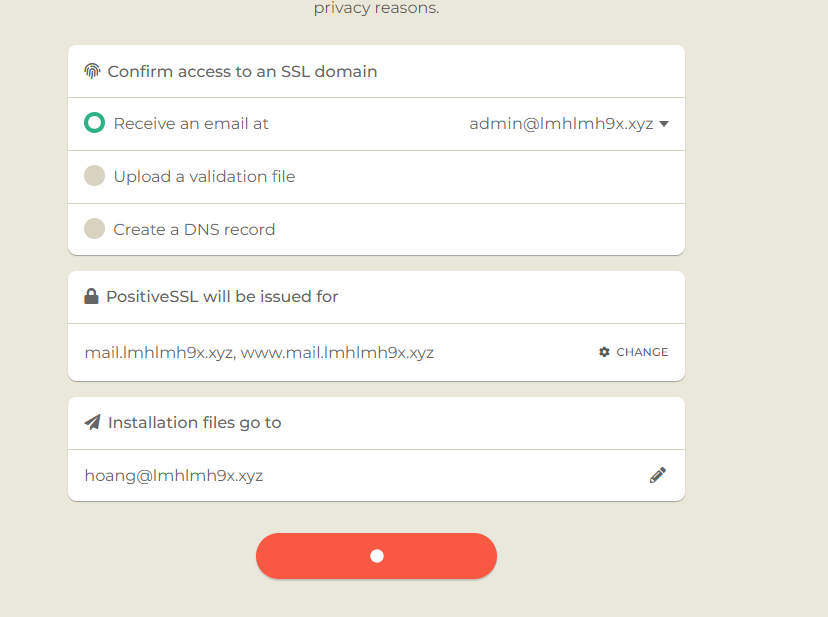 privacy reasons.
Confirm access to an SSL domain
Receive an email at admin@lmhlmh9x.xyz
Upload a validation file
Create a DNS record
PositiveSSL will be issued for
mail.lmhlmh9x.xyz, www.mail.lmhlmh9x.xyz CHANGE
Installation files go to
hoang@lmhlmh9x.xyz